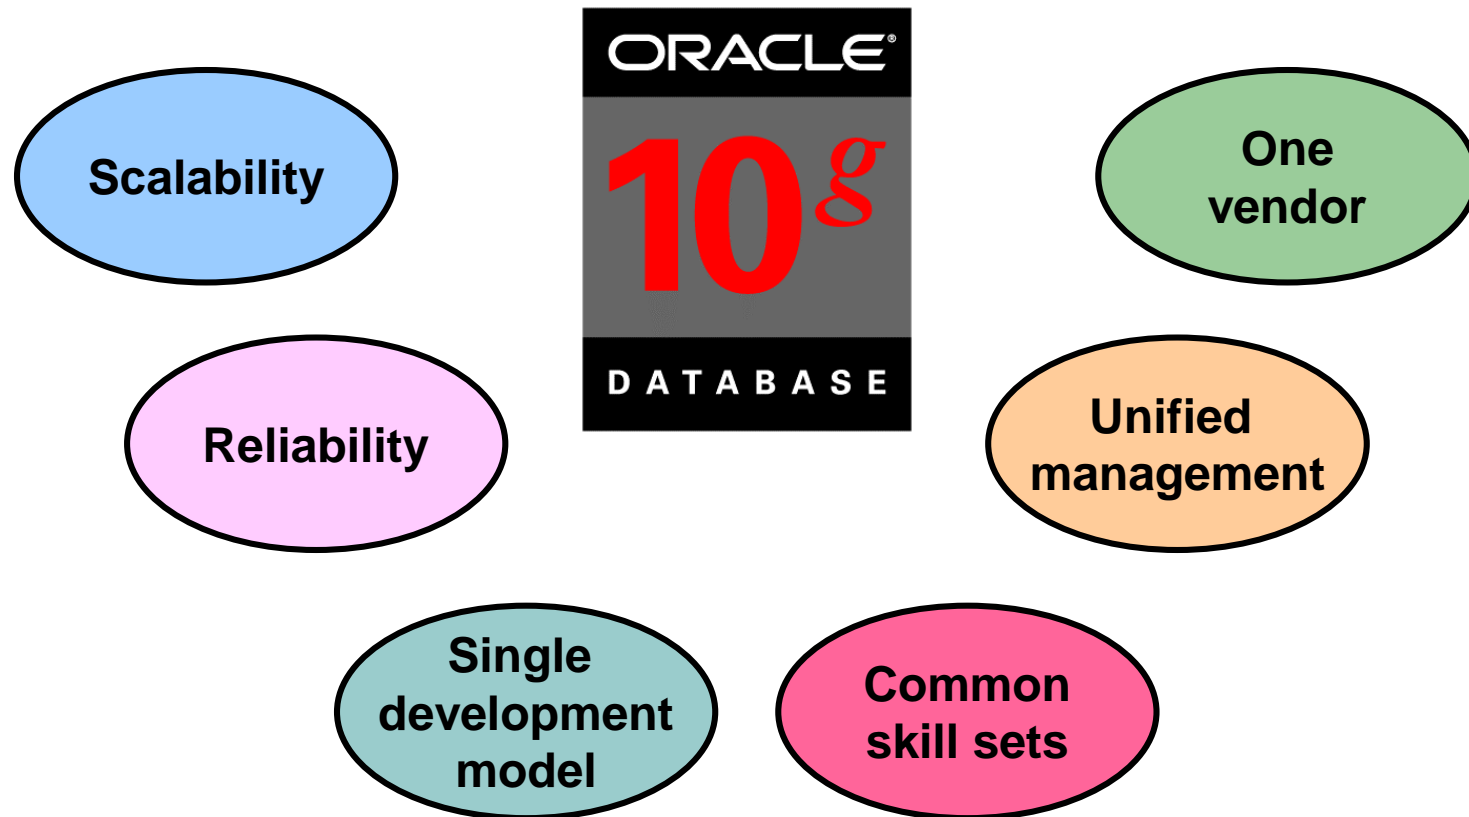 ORACLE®
10g
DATABASE
Scalability
One
vendor
Reliability
Unified
management
Single
development
model
Common
skill sets